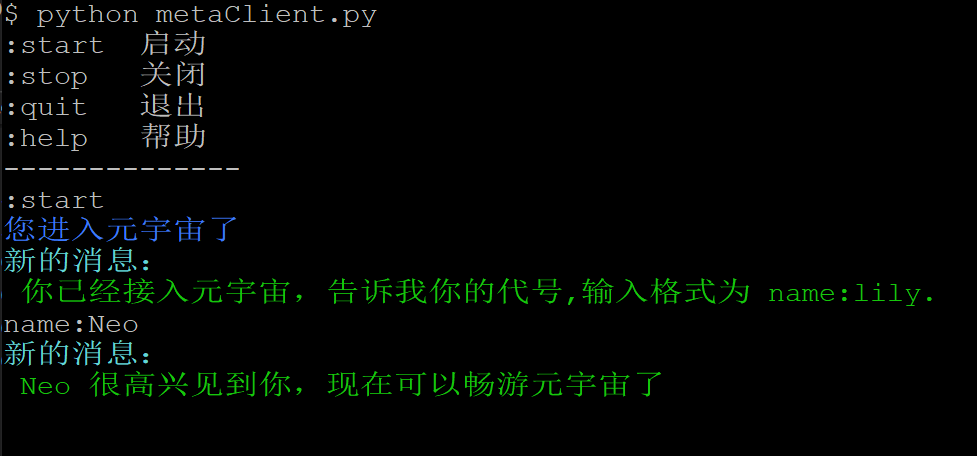 $ python metaClient.py
:start  启动
:stop   关闭
:quit   退出
:help   帮助
--------------
:start
您进入元宇宙了
新的消息：
你已经接入元宇宙，告诉我你的代号,输入格式为 name:lily.
name:Neo
新的消息：
Neo 很高兴见到你，现在可以畅游元宇宙了